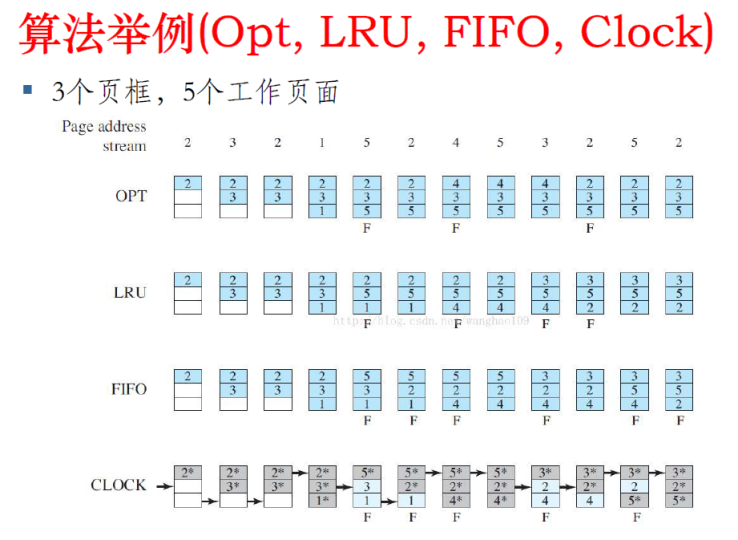 算法举例(Opt, LRU, FIFO, Clock)
3个页框，5个工作页面
Page address
stream
2 3 2 1 5 2 4 5 3 2 5 2
2 2 2 2 2 2 4 4 4 2 2 2
OPT 3 3 3 3 3 3 3 3 3 3 3
1 5 5 5 5 5 5 5 5
F F F
2 2 2 2 2 2 2 2 3 3 3 3
LRU 3 3 3 5 5 5 5 5 5 5 5
1 1 1 4 4 4 2 2 2
F F F F
http://blog.csdn.net/wanghao109
2 2 2 2 5 5 5 5 3 3 3 3
FIFO 3 3 3 3 2 2 2 2 2 5 5
1 1 1 4 4 4 4 4 2
F F F F F F
2* 2* 2* 2* 5* 5* 5* 5* 3* 3* 3* 3*
CLOCK 3* 3* 3* 3 2* 2* 2* 2 2* 2 2*
1* 1 1 4* 4* 4 4 5* 5*
F F F F F